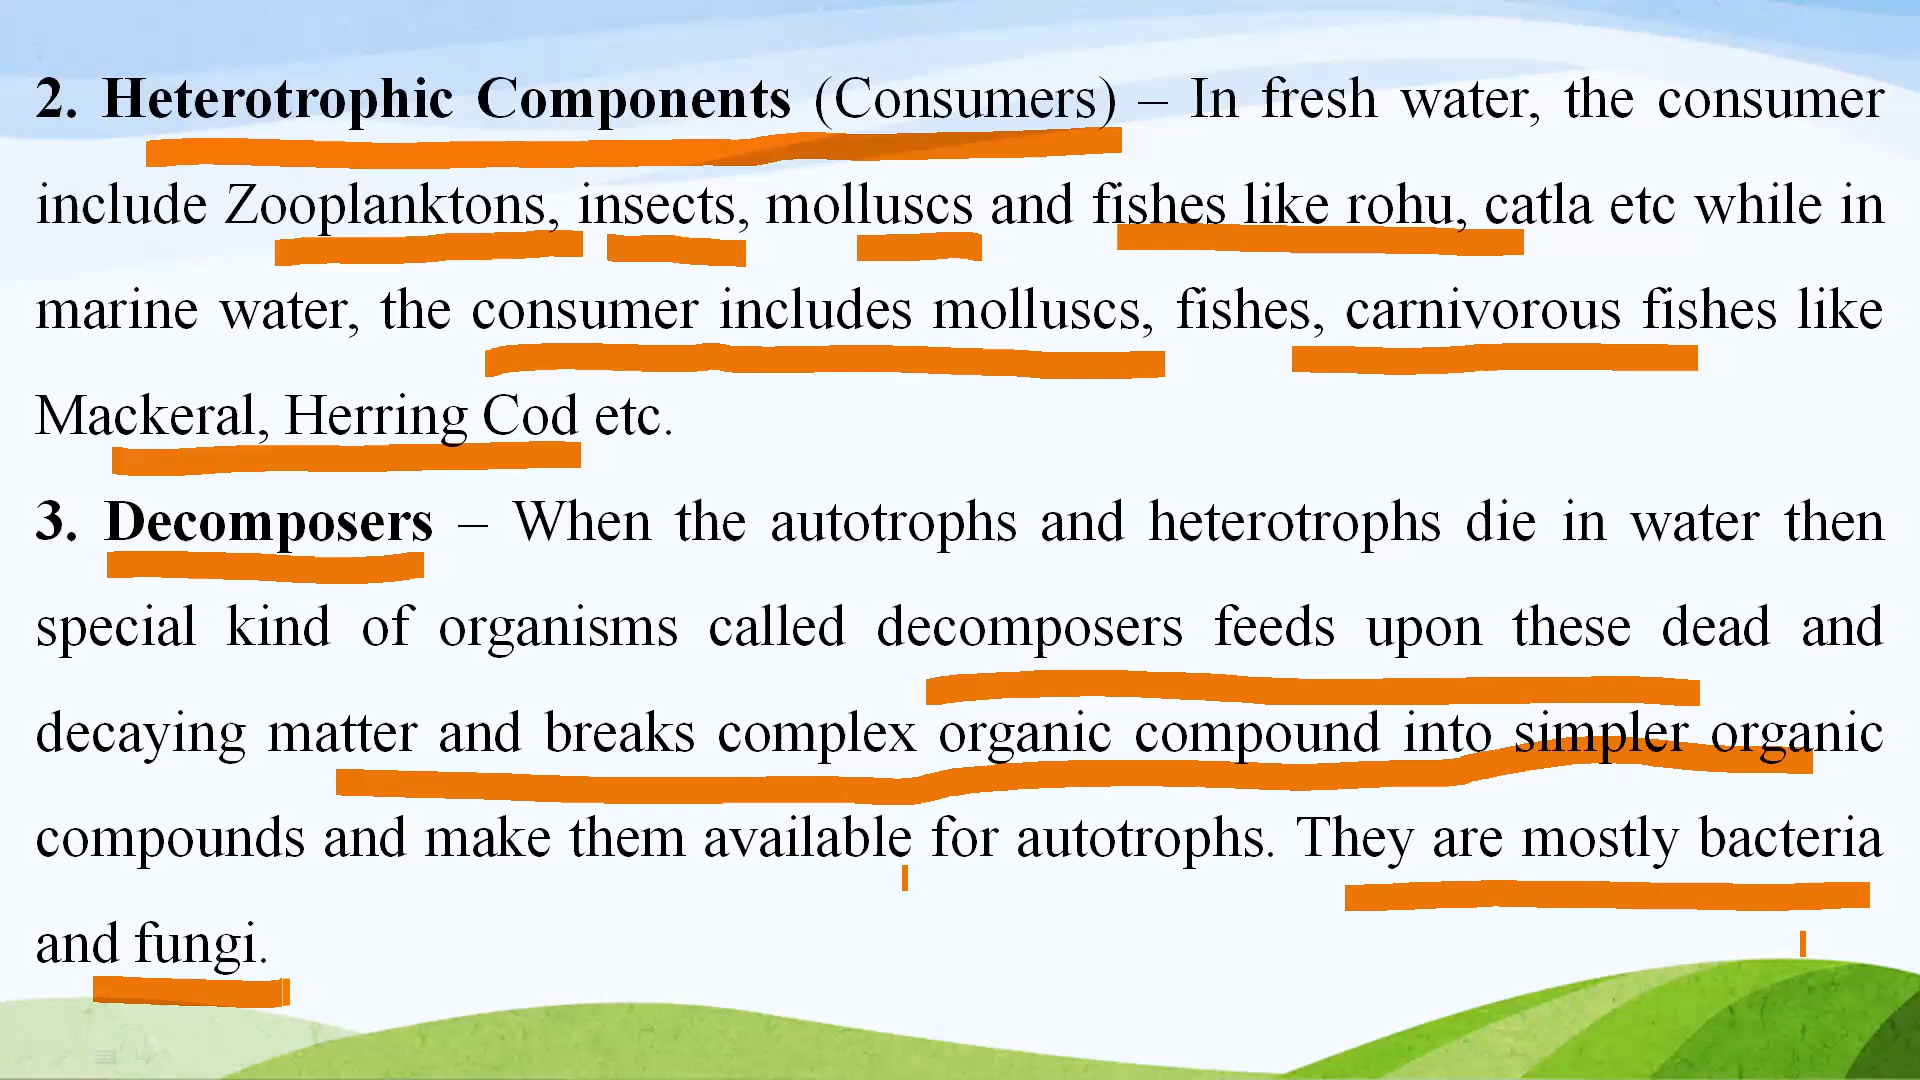 2. Heterotrophic Components (Consumers) – In fresh water, the consumer
include Zooplanktons, insects, molluscs and fishes like rohu, catla etc while in
marine water, the consumer includes molluscs, fishes, carnivorous fishes like
Mackeral, Herring Cod etc.
3. Decomposers – When the autotrophs and heterotrophs die in water then
special kind of organisms called decomposers feeds upon these dead and
decaying matter and breaks complex organic compound into simpler organic
compounds and make them available for autotrophs. They are mostly bacteria
and fungi.